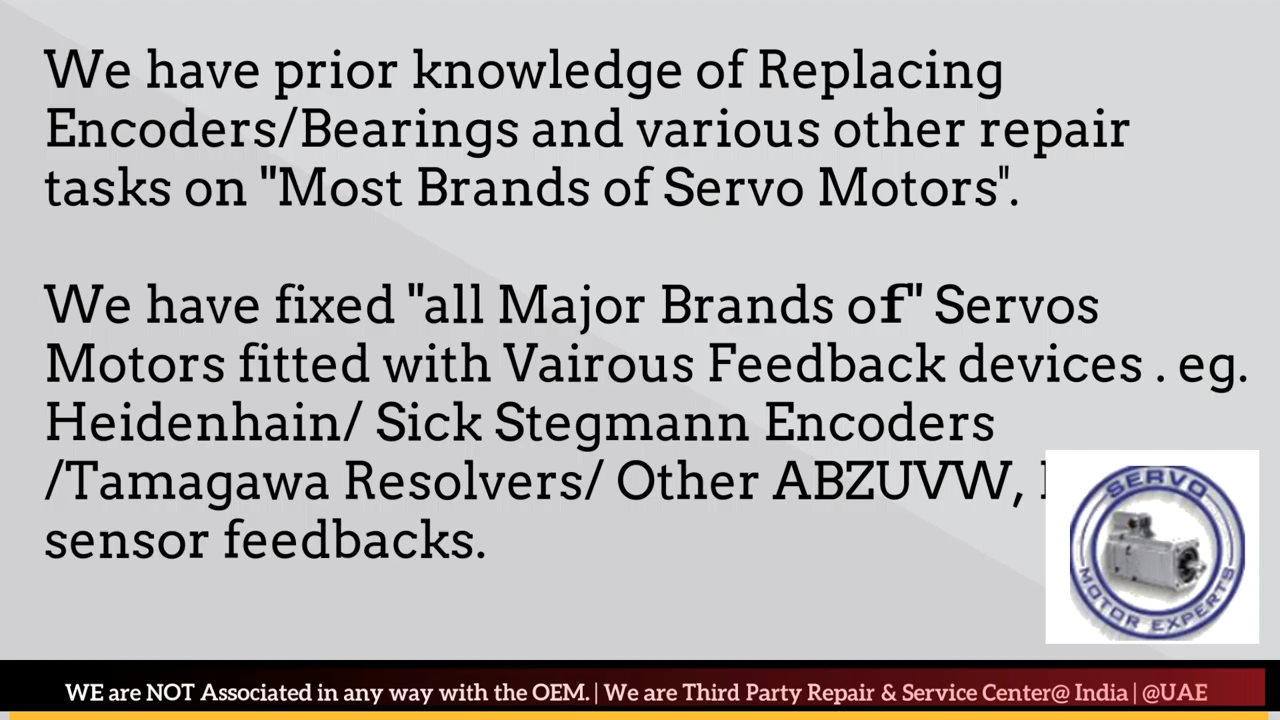 We have prior knowledge of Replacing
Encoders/Bearings and various other repair
tasks on "Most Brands of Servo Motors".
We have fixed "all Major Brands of" Servos
Motors fitted with Vairous Feedback devices . eg.
Heidenhain/ Sick Stegmann Encoders
/Tamagawa Resolvers/ Other ABZUVW,
sensor feedbacks.
SERVO
MOTOR EXPERTS
WE are NOT Associated in any way with the OEM. | We are Third Party Repair & Service Center@ India | @UAE